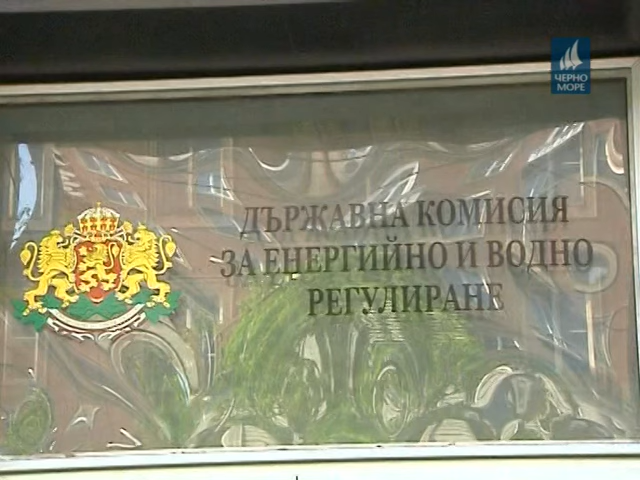 ЧЕРНО
МОРЕ
ДЪРЖАВНА КОМИСИЯ
ЗА ЕНЕРГИЙНО И ВОДНО
РЕГУЛИРАНЕ